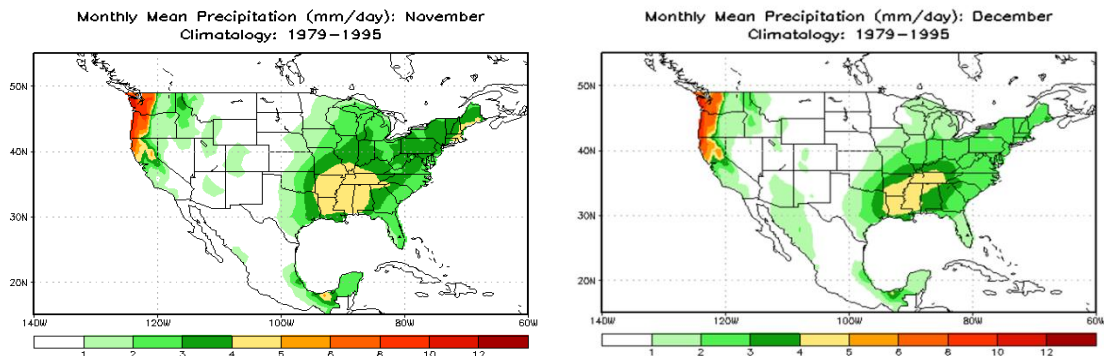 Monthly Mean Precipitation (mm/day): November
Climatology: 1979−1995
50N
40N
30N
20N
140W 120W 100W 80W 60W
1 2 3 4 5 6 8 10 12
Monthly Mean Precipitation (mm/day): December
Climatology: 1979−1995
50N
40N
30N
20N
140W 120W 100W 80W 60W
1 2 3 4 5 6 8 10 12